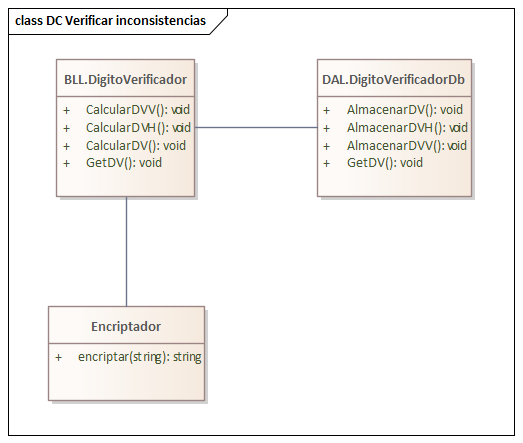 class DC Verificar inconsistencias
BLL.DigitoVerificador
+ CalcularDVV(): void
+ CalcularDVH(): void
+ CalcularDV(): void
+ GetDV(): void
DAL.DigitoVerificadorDb
+ AlmacenarDV(): void
+ AlmacenarDVH(): void
+ AlmacenarDVV(): void
+ GetDV(): void
Encriptador
+ encriptar(string): string